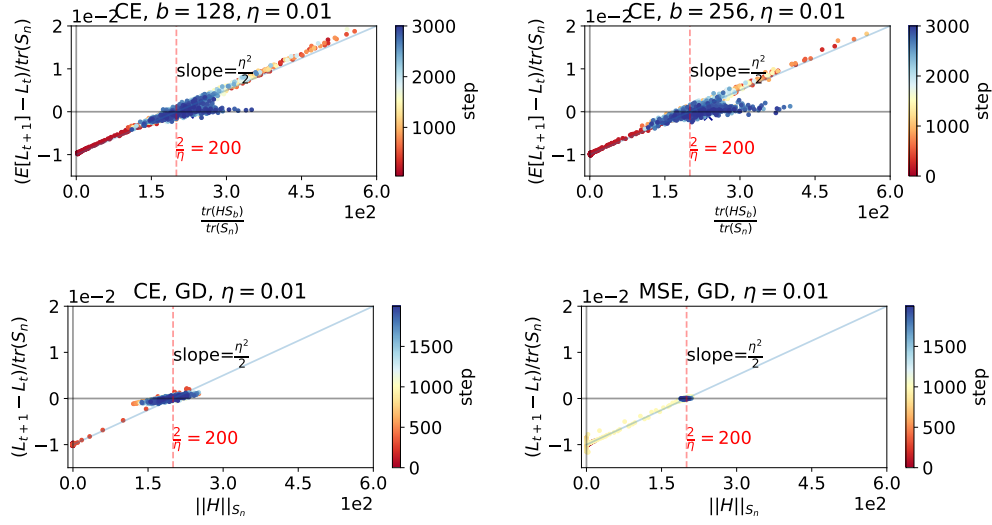 1e−2 CE, b = 128, η = 0.01
(E[L_{t+1}] − L_t)/tr(S_n)
2
1
0
−1
slope=η²/2
2/η = 200
0.0 1.5 3.0 4.5 6.0
1e2
tr(HS_b)/tr(S_n)
3000
2000
1000
step
1e−2 CE, b = 256, η = 0.01
(E[L_{t+1}] − L_t)/tr(S_n)
2
1
0
−1
slope=η²/2
2/η = 200
0.0 1.5 3.0 4.5 6.0
1e2
tr(HS_b)/tr(S_n)
3000
2000
1000
0
step
1e−2
CE, GD, η = 0.01
(L_{t+1} − L_t)/tr(S_n)
2
1
0
−1
slope=η²/2
2/η = 200
0.0 1.5 3.0 4.5 6.0
1e2
||H||_{S_n}
1500
1000
500
0
step
1e−2
MSE, GD, η = 0.01
(L_{t+1} − L_t)/tr(S_n)
2
1
0
−1
slope=η²/2
2/η = 200
0.0 1.5 3.0 4.5 6.0
1e2
||H||_{S_n}
1500
1000
500
0
step